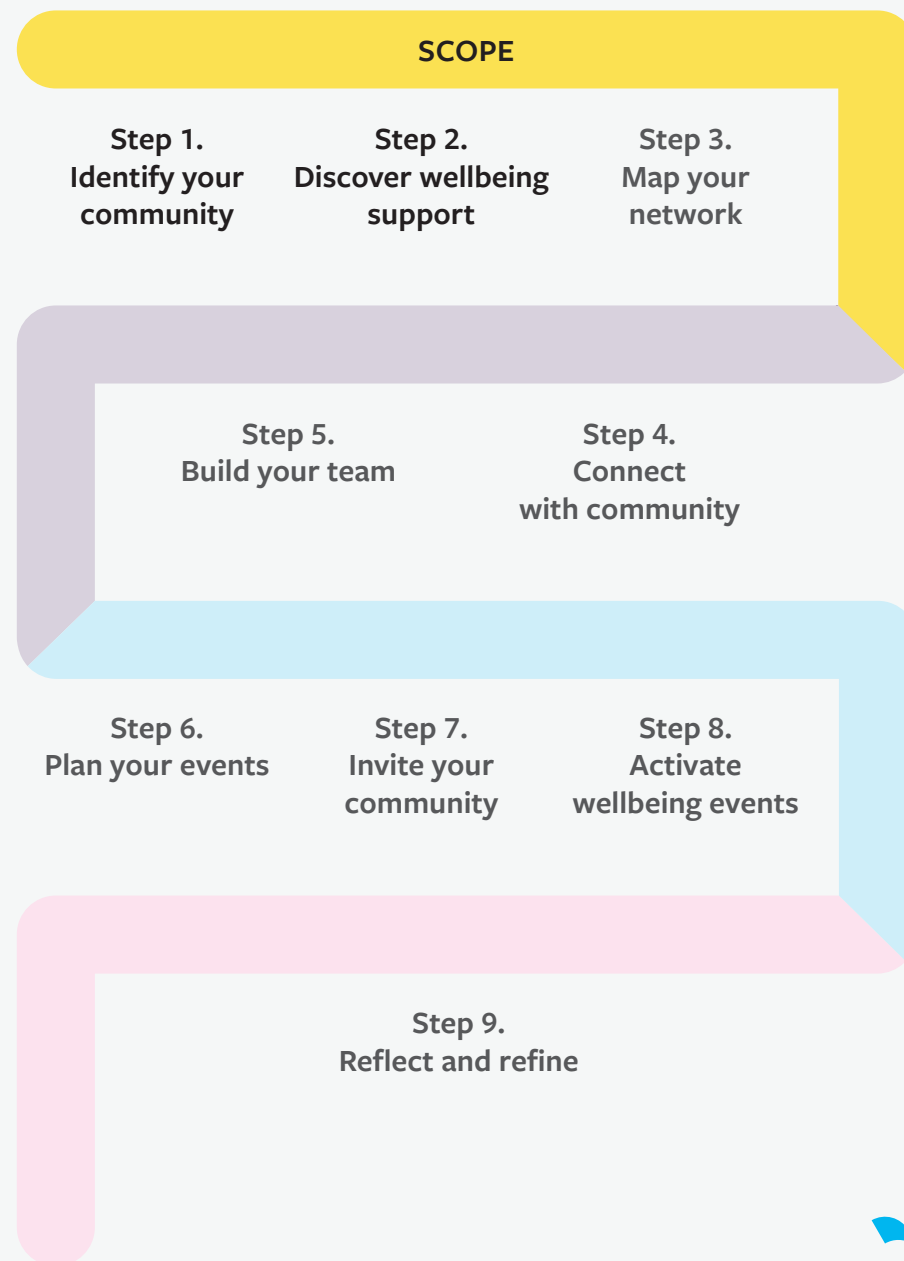 SCOPE
Step 1.
Identify your
community
Step 2.
Discover wellbeing
support
Step 3.
Map your
network
Step 4.
Connect
with community
Step 5.
Build your team
Step 6.
Plan your events
Step 7.
Invite your
community
Step 8.
Activate
wellbeing events
Step 9.
Reflect and refine